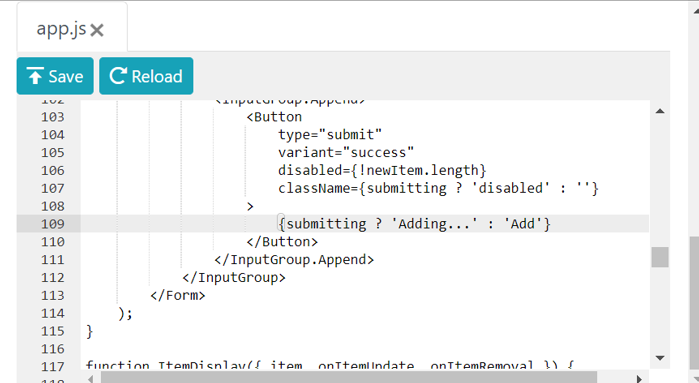 app.js ×
Save Reload
102 <InputGroup.Append>
103 <Button
104 type="submit"
105 variant="success"
106 disabled={!newItem.length}
107 className={submitting ? 'disabled' : ''}
108 >
109 {submitting ? 'Adding...' : 'Add'}
110 </Button>
111 </InputGroup.Append>
112 </InputGroup>
113 </Form>
114 );
115 }
116
117 function ItemDisplay({ item, onItemUpdate, onItemRemoval }) {
118